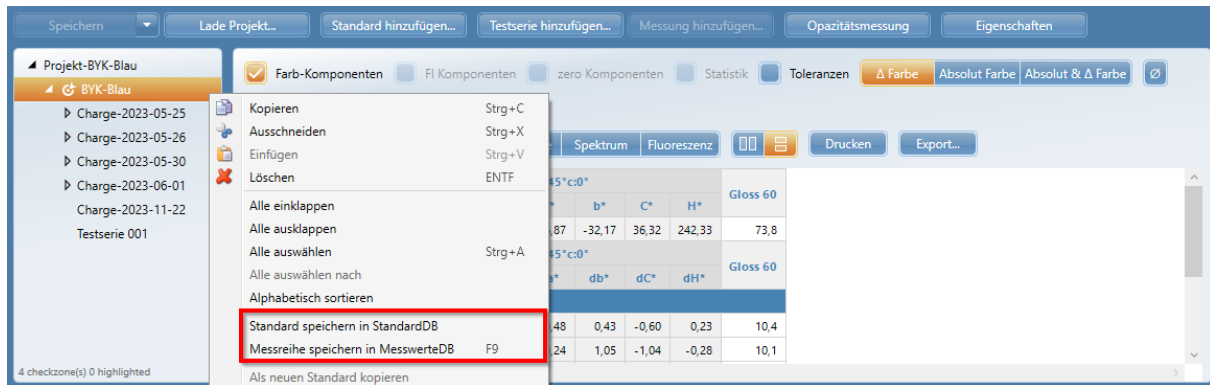 Speichern Lade Projekt... Standard hinzufügen... Testserie hinzufügen... Messung hinzufügen... Opazitätsmessung Eigenschaften
Projekt-BYK-Blau
BYK-Blau
Charge-2023-05-25
Charge-2023-05-26
Charge-2023-05-30
Charge-2023-06-01
Charge-2023-11-22
Testserie 001
4 checkzone(s) 0 highlighted
Farb-Komponenten Fl Komponenten zero Komponenten Statistik Toleranzen Δ Farbe Absolut Farbe Absolut & Δ Farbe Ø
Kopieren Strg+C
Ausschneiden Strg+X
Einfügen Strg+V
Löschen ENTF
Alle einklappen
Alle ausklappen
Alle auswählen Strg+A
Alle auswählen nach
Alphabetisch sortieren
Standard speichern in StandardDB
Messreihe speichern in MesswerteDB F9
Als neuen Standard kopieren
Spektrum Fluoreszenz Drucken Export...
45°c:0° Gloss 60
b* C* H*
,87 -32,17 36,32 242,33 73,8
45°c:0° Gloss 60
db* dC* dH*
,48 0,43 -0,60 0,23 10,4
,24 1,05 -1,04 -0,28 10,1